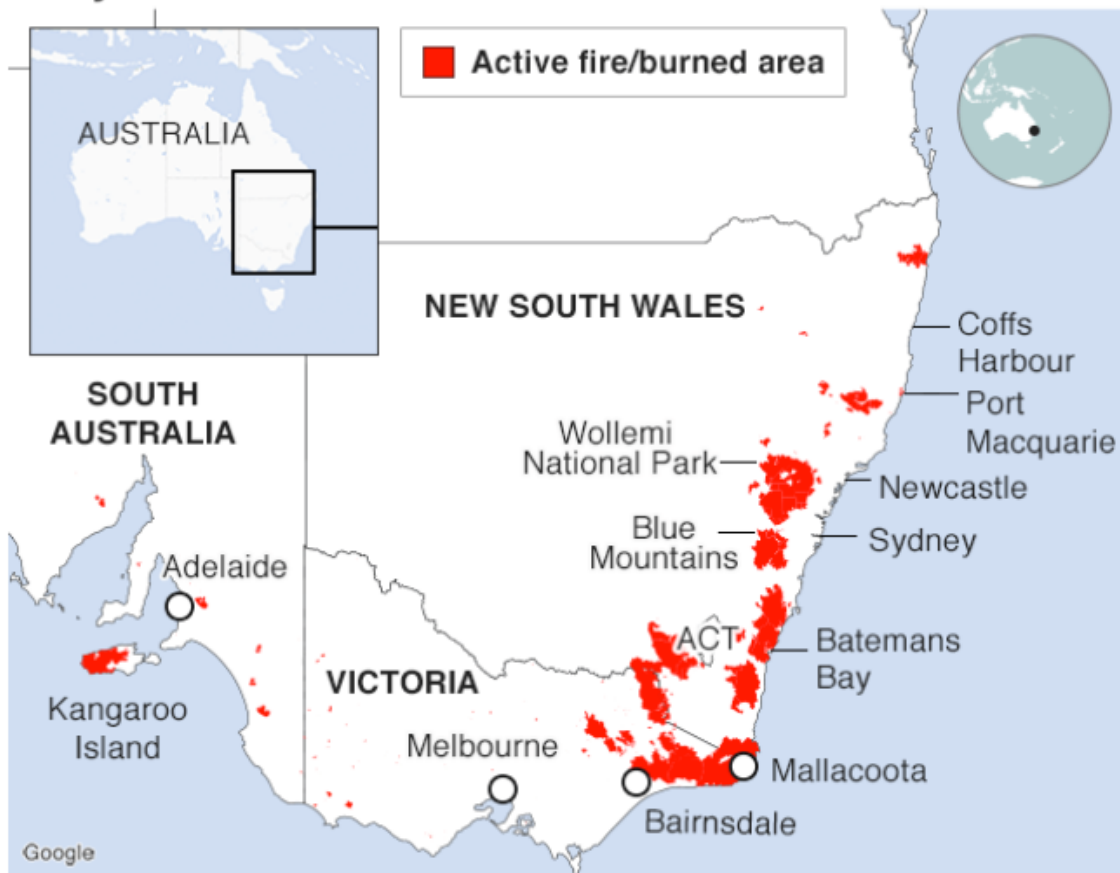 Active fire/burned area
AUSTRALIA
NEW SOUTH WALES
Coffs
Harbour
SOUTH
AUSTRALIA
Port
Macquarie
Wollemi
National Park
Newcastle
Blue
Mountains
Sydney
Adelaide
ACT
Batemans
Bay
VICTORIA
Kangaroo
Island
Melbourne
Mallacoota
Bairnsdale
Google